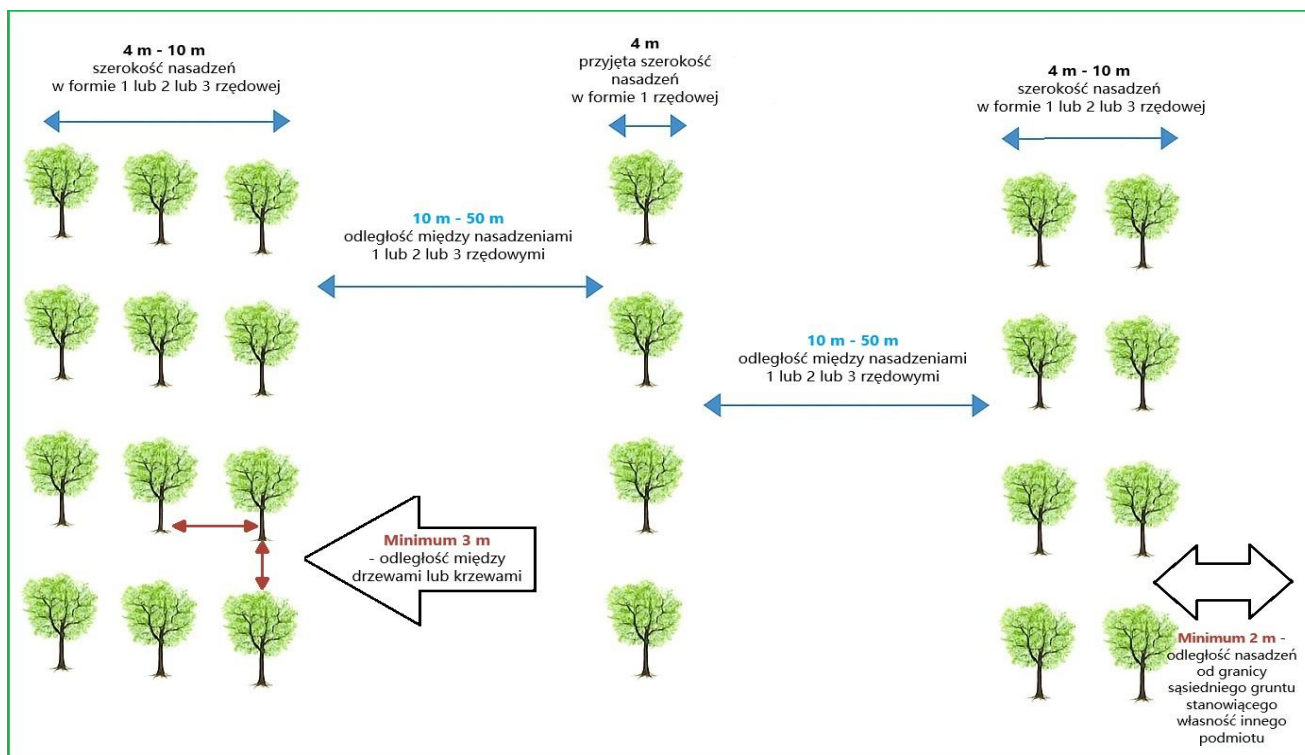 4 m - 10 m
szerokość nasadzeń
w formie 1 lub 2 lub 3 rzędowej
4 m
przyjęta szerokość
nasadzeń
w formie 1 rzędowej
4 m - 10 m
szerokość nasadzeń
w formie 1 lub 2 lub 3 rzędowej
10 m - 50 m
odległość między nasadzeniami
1 lub 2 lub 3 rzędowymi
10 m - 50 m
odległość między nasadzeniami
1 lub 2 lub 3 rzędowymi
Minimum 3 m
- odległość między
drzewami lub krzewami
Minimum 2 m -
odległość nasadzeń
od granicy
sąsiedniego gruntu
stanowiącego
własność innego
podmiotu